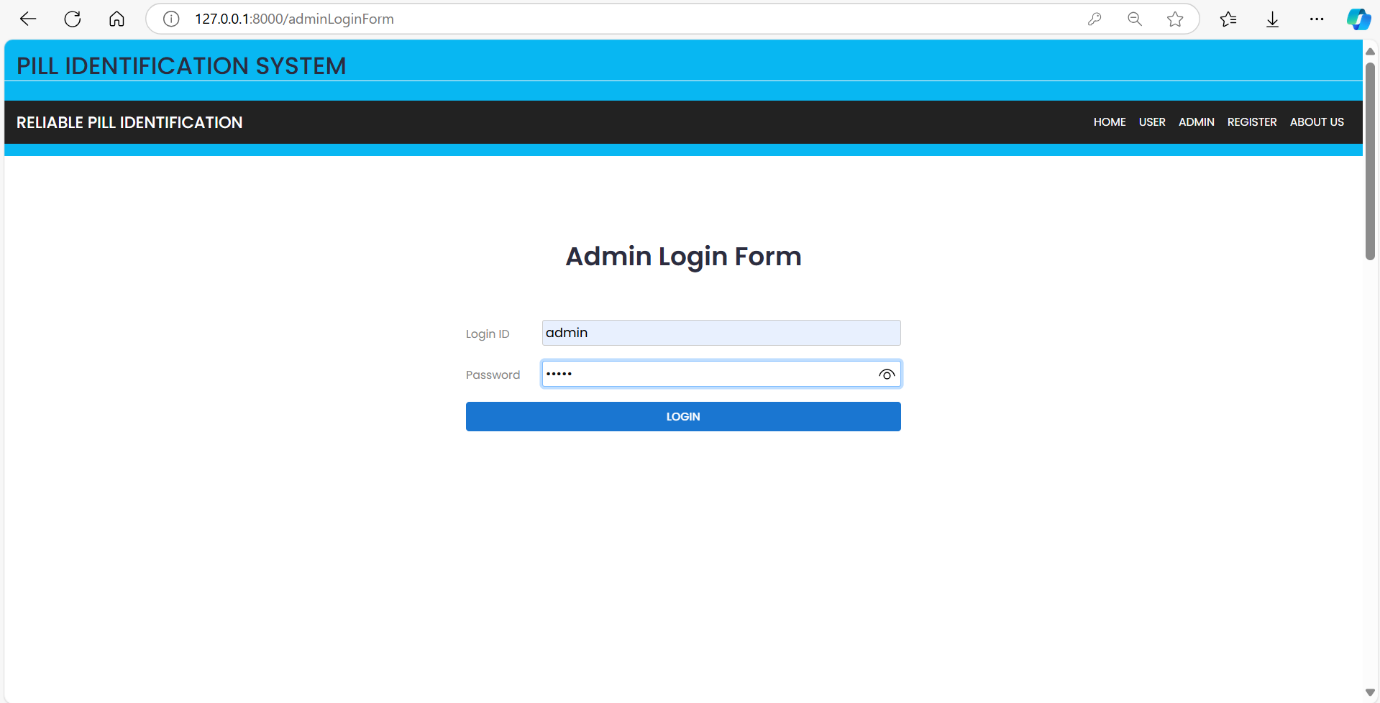 127.0.0.1:8000/adminLoginForm
PILL IDENTIFICATION SYSTEM
RELIABLE PILL IDENTIFICATION
HOME USER ADMIN REGISTER ABOUT US
Admin Login Form
Login ID admin
Password •••••
LOGIN